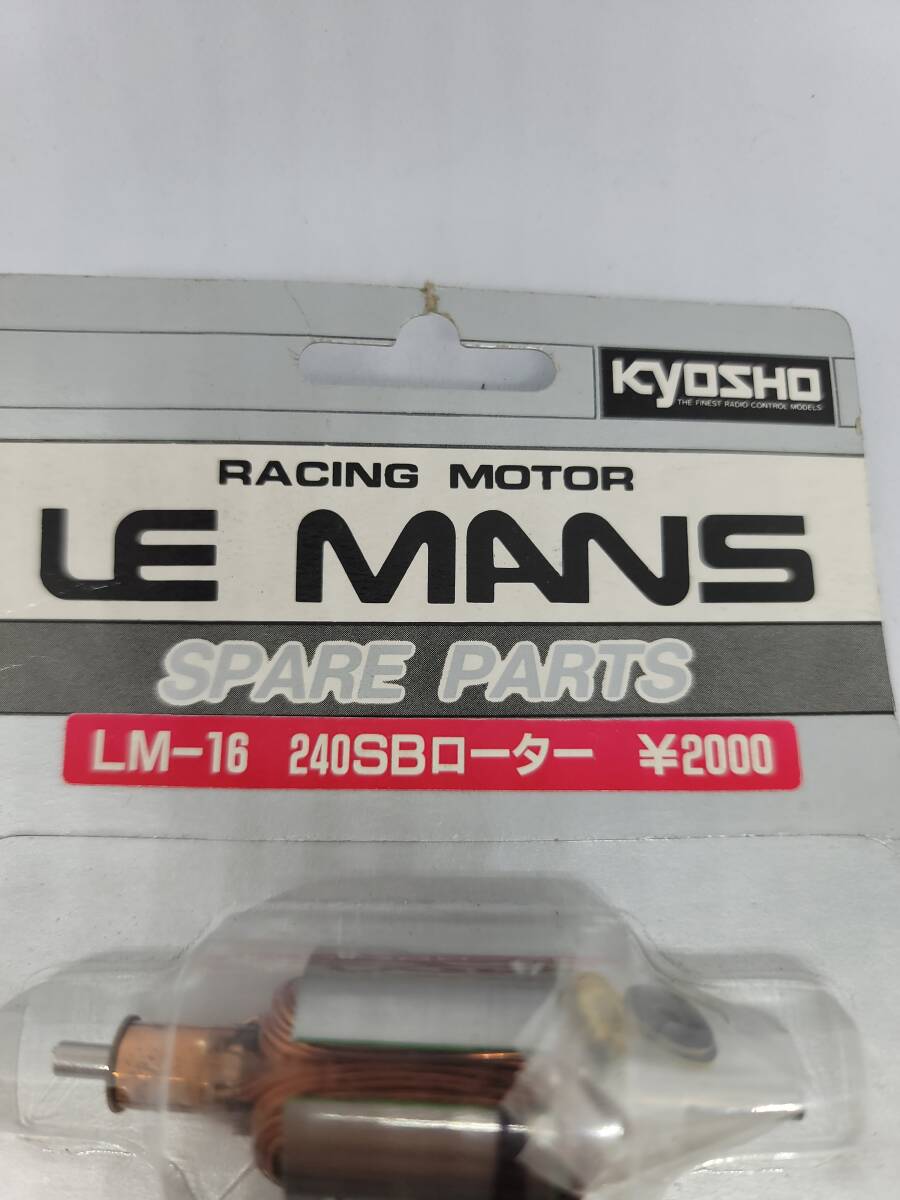 KYOSHO
THE FINEST RADIO CONTROL MODELS
RACING MOTOR
LE MANS
SPARE PARTS
LM-16 240SBローター ¥2000